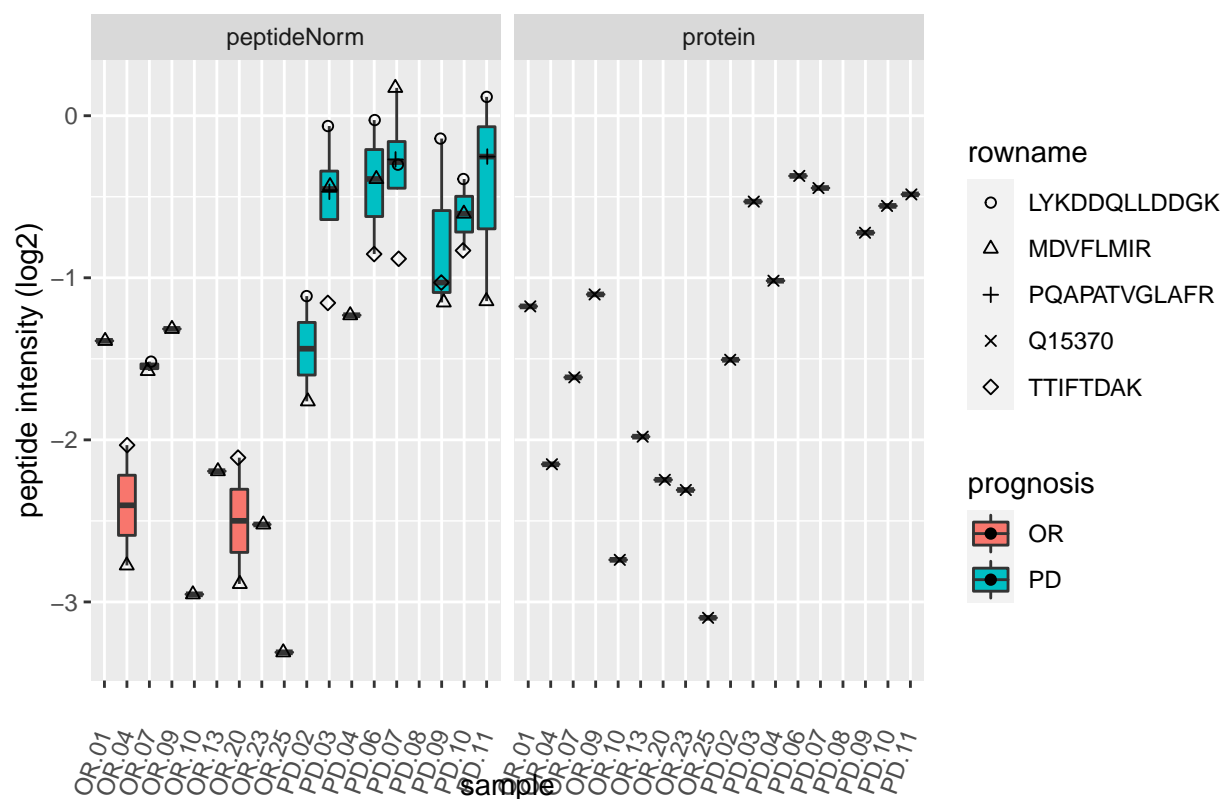 peptideNorm
protein
peptide intensity (log2)
0
−1
−2
−3
OR.01
OR.04
OR.07
OR.09
OR.10
OR.13
OR.20
OR.23
OR.25
PD.02
PD.03
PD.04
PD.06
PD.07
PD.08
PD.09
PD.10
PD.11
OR.01
OR.04
OR.07
OR.09
OR.10
OR.13
OR.20
OR.23
OR.25
PD.02
PD.03
PD.04
PD.06
PD.07
PD.08
PD.09
PD.10
PD.11
sample
rowname
LYKDDQLLDDGK
MDVFLMIR
PQAPATVGLAFR
Q15370
TTIFTDAK
prognosis
OR
PD